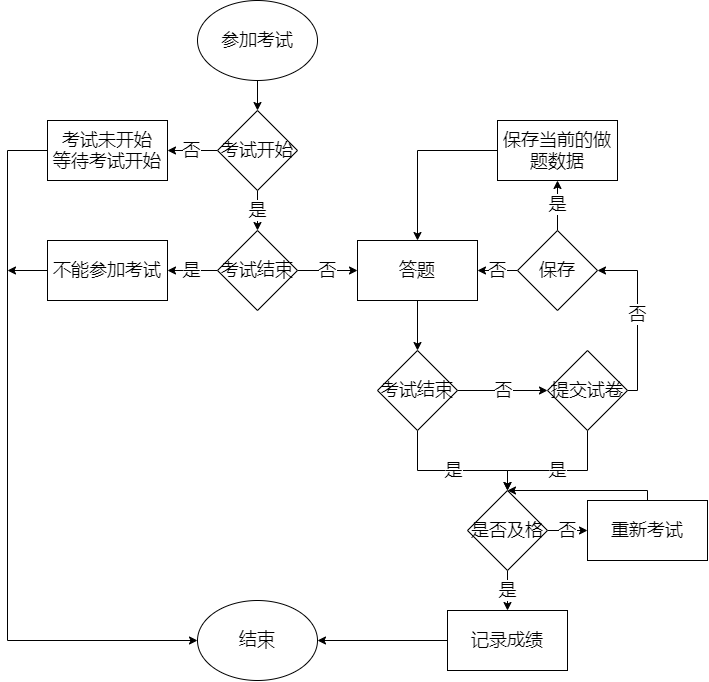 参加考试
考试未开始
等待考试开始
否
考试开始
保存当前的做
题数据
是
是
不能参加考试
是
考试结束
否
答题
否
保存
否
考试结束
否
提交试卷
是
是
是否及格
否
重新考试
是
结束
记录成绩